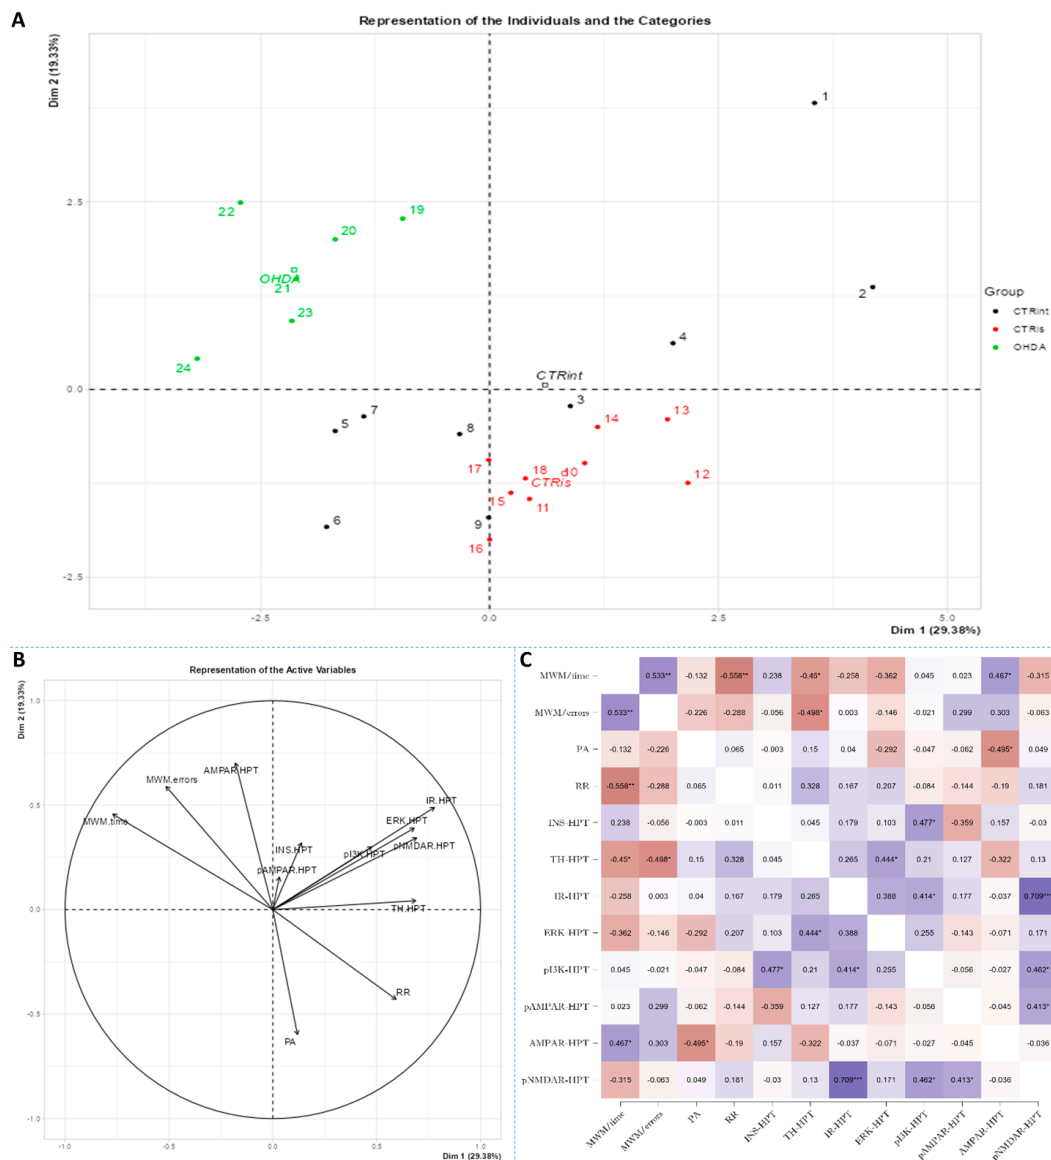 A
Representation of the Individuals and the Categories
Dim 2 (19.33%)
2.5
0.0
-2.5
-2.5
0.0
2.5
5.0
Dim 1 (29.38%)
1
2
3
4
5
6
7
8
9
10
11
12
13
14
15
16
17
18
19
20
21
22
23
24
OHDA
CTRint
CTRis
Group
CTRint
CTRis
OHDA
B
Representation of the Active Variables
Dim 2 (19.33%)
1.0
0.5
0.0
-0.5
-1.0
AMPAR.HPT
MWM.errors
MWM.time
IR.HPT
ERK.HPT
pNMDAR.HPT
INS.HPT
pI3K.HPT
pAMPAR.HPT
TH.HPT
RR
PA
-1.0
-0.5
0.0
0.5
1.0
Dim 1 (29.38%)
C
MWM/time 0.533** -0.132 -0.558** 0.238 -0.45* -0.258 -0.362 0.045 0.023 0.467* -0.315
MWM/errors 0.533** -0.226 -0.288 -0.056 -0.498* 0.003 -0.146 -0.021 0.299 0.303 -0.063
PA -0.132 -0.226 0.065 -0.003 0.15 0.04 -0.292 -0.047 -0.062 -0.495* 0.049
RR -0.558** -0.288 0.065 0.011 0.328 0.167 0.207 -0.084 -0.144 -0.19 0.181
INS-HPT 0.238 -0.056 -0.003 0.011 0.045 0.179 0.103 0.477* -0.359 0.157 -0.03
TH-HPT -0.45* -0.498* 0.15 0.328 0.045 0.265 0.444* 0.21 0.127 -0.322 0.13
IR-HPT -0.258 0.003 0.04 0.167 0.179 0.265 0.388 0.414* 0.177 -0.037 0.709***
ERK-HPT -0.362 -0.146 -0.292 0.207 0.103 0.444* 0.388 0.255 -0.143 -0.071 0.171
pI3K-HPT 0.045 -0.021 -0.047 -0.084 0.477* 0.21 0.414* 0.255 -0.056 -0.027 0.462*
pAMPAR-HPT 0.023 0.299 -0.062 -0.144 -0.359 0.127 0.177 -0.143 -0.056 -0.045 0.413*
AMPAR-HPT 0.467* 0.303 -0.495* -0.19 0.157 -0.322 -0.037 -0.071 -0.027 -0.045 -0.036
pNMDAR-HPT -0.315 -0.063 0.049 0.181 -0.03 0.13 0.709*** 0.171 0.462* 0.413* -0.036
MWM/time
MWM/errors
PA
RR
INS-HPT
TH-HPT
IR-HPT
ERK-HPT
pI3K-HPT
pAMPAR-HPT
AMPAR-HPT
pNMDAR-HPT